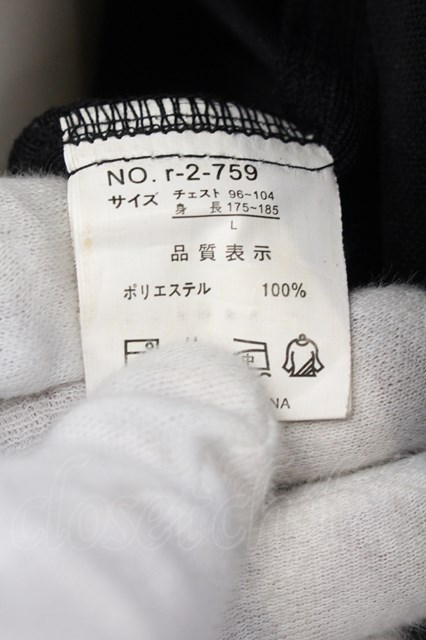 NO. r-2-759
サイズ チェスト 96~104
身 長 175~185
L
品質表示
ポリエステル 100%
中
NA